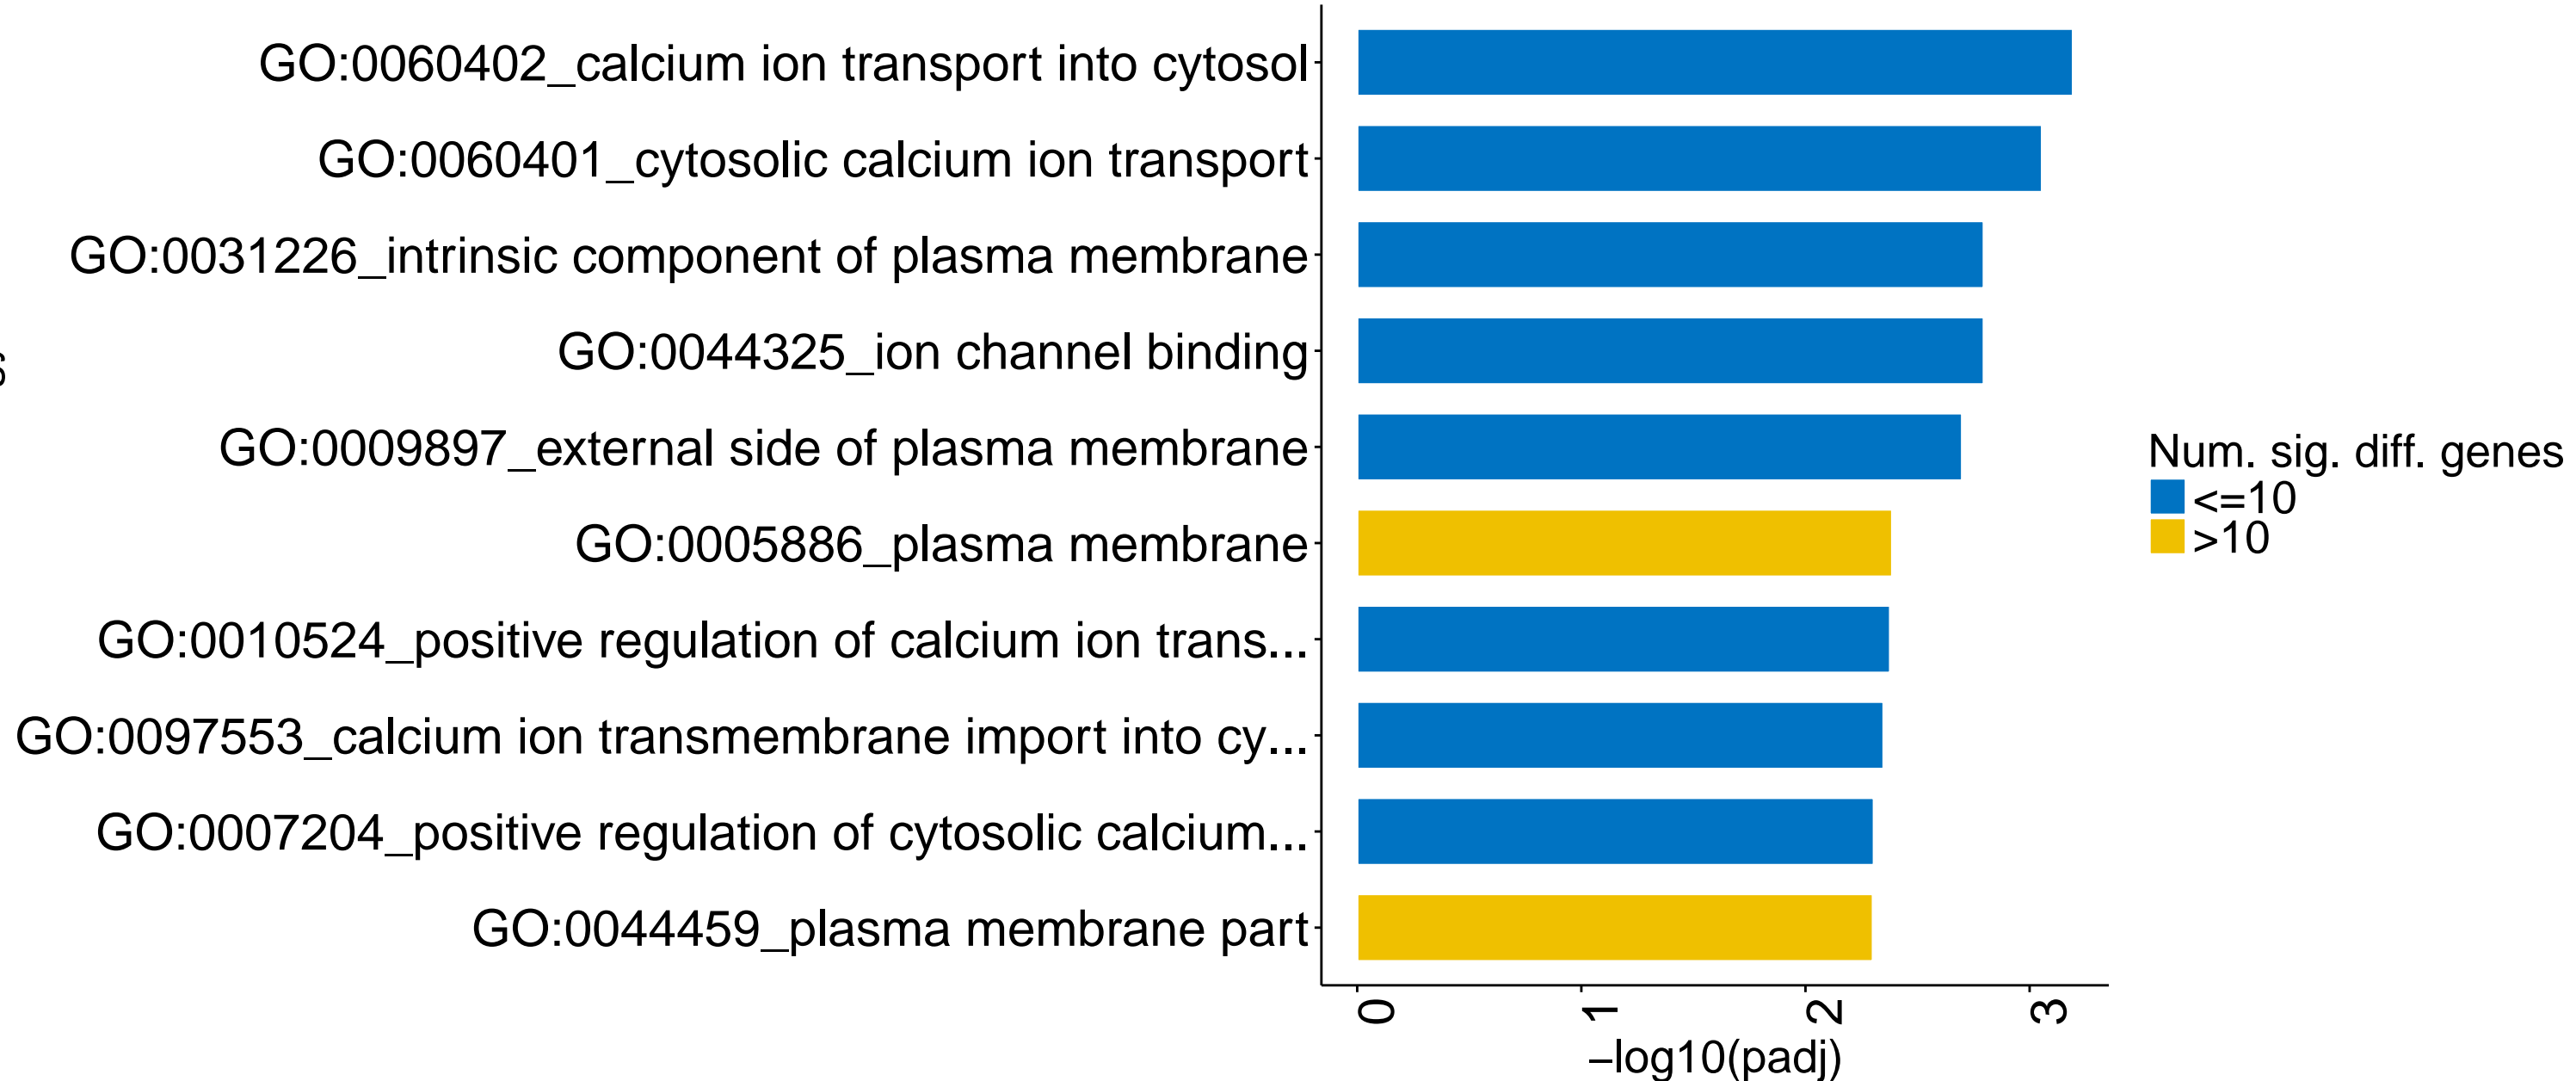 GO:0060402_calcium ion transport into cytosol
GO:0060401_cytosolic calcium ion transport
GO:0031226_intrinsic component of plasma membrane
GO:0044325_ion channel binding
GO:0009897_external side of plasma membrane
GO:0005886_plasma membrane
GO:0010524_positive regulation of calcium ion trans...
GO:0097553_calcium ion transmembrane import into cy...
GO:0007204_positive regulation of cytosolic calcium...
GO:0044459_plasma membrane part
0 1 2 3
−log10(padj)
Num. sig. diff. genes
<=10
>10